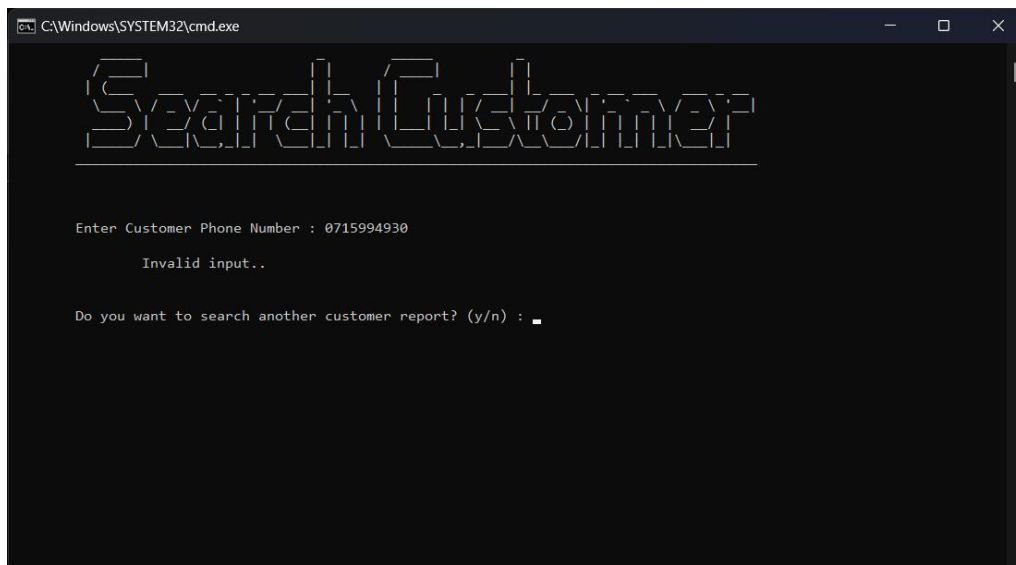 C:\Windows\SYSTEM32\cmd.exe
Search Customer
Enter Customer Phone Number : 0715994930
Invalid input..
Do you want to search another customer report? (y/n) :